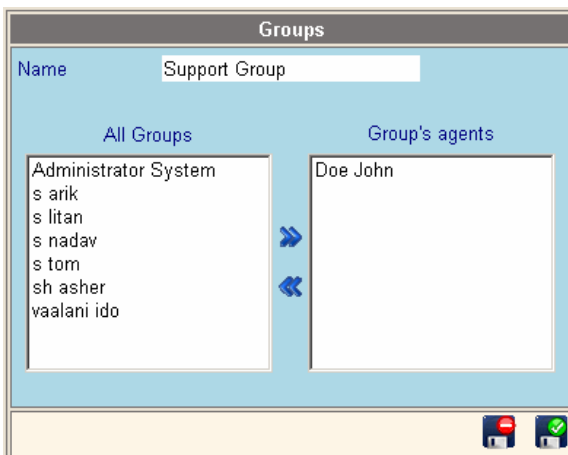 Groups
Name Support Group
All Groups Group's agents
Administrator System Doe John
s arik
s litan
s nadav
s tom
sh asher
vaalani ido